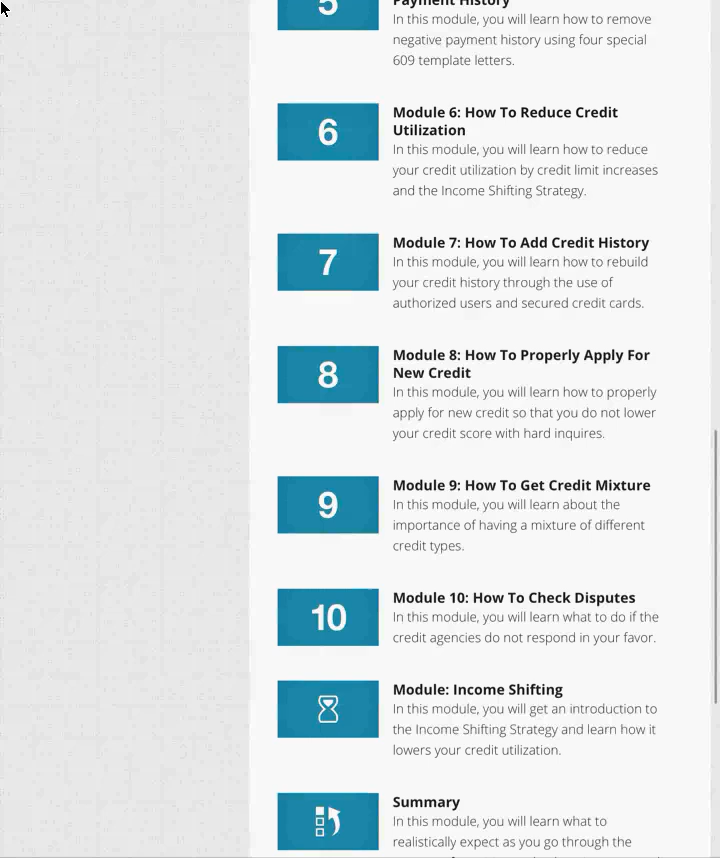 5
Payment History
In this module, you will learn how to remove
negative payment history using four special
609 template letters.
6
Module 6: How To Reduce Credit
Utilization
In this module, you will learn how to reduce
your credit utilization by credit limit increases
and the Income Shifting Strategy.
7
Module 7: How To Add Credit History
In this module, you will learn how to rebuild
your credit history through the use of
authorized users and secured credit cards.
8
Module 8: How To Properly Apply For
New Credit
In this module, you will learn how to properly
apply for new credit so that you do not lower
your credit score with hard inquires.
9
Module 9: How To Get Credit Mixture
In this module, you will learn about the
importance of having a mixture of different
credit types.
10
Module 10: How To Check Disputes
In this module, you will learn what to do if the
credit agencies do not respond in your favor.
Module: Income Shifting
In this module, you will get an introduction to
the Income Shifting Strategy and learn how it
lowers your credit utilization.
Summary
In this module, you will learn what to
realistically expect as you go through the